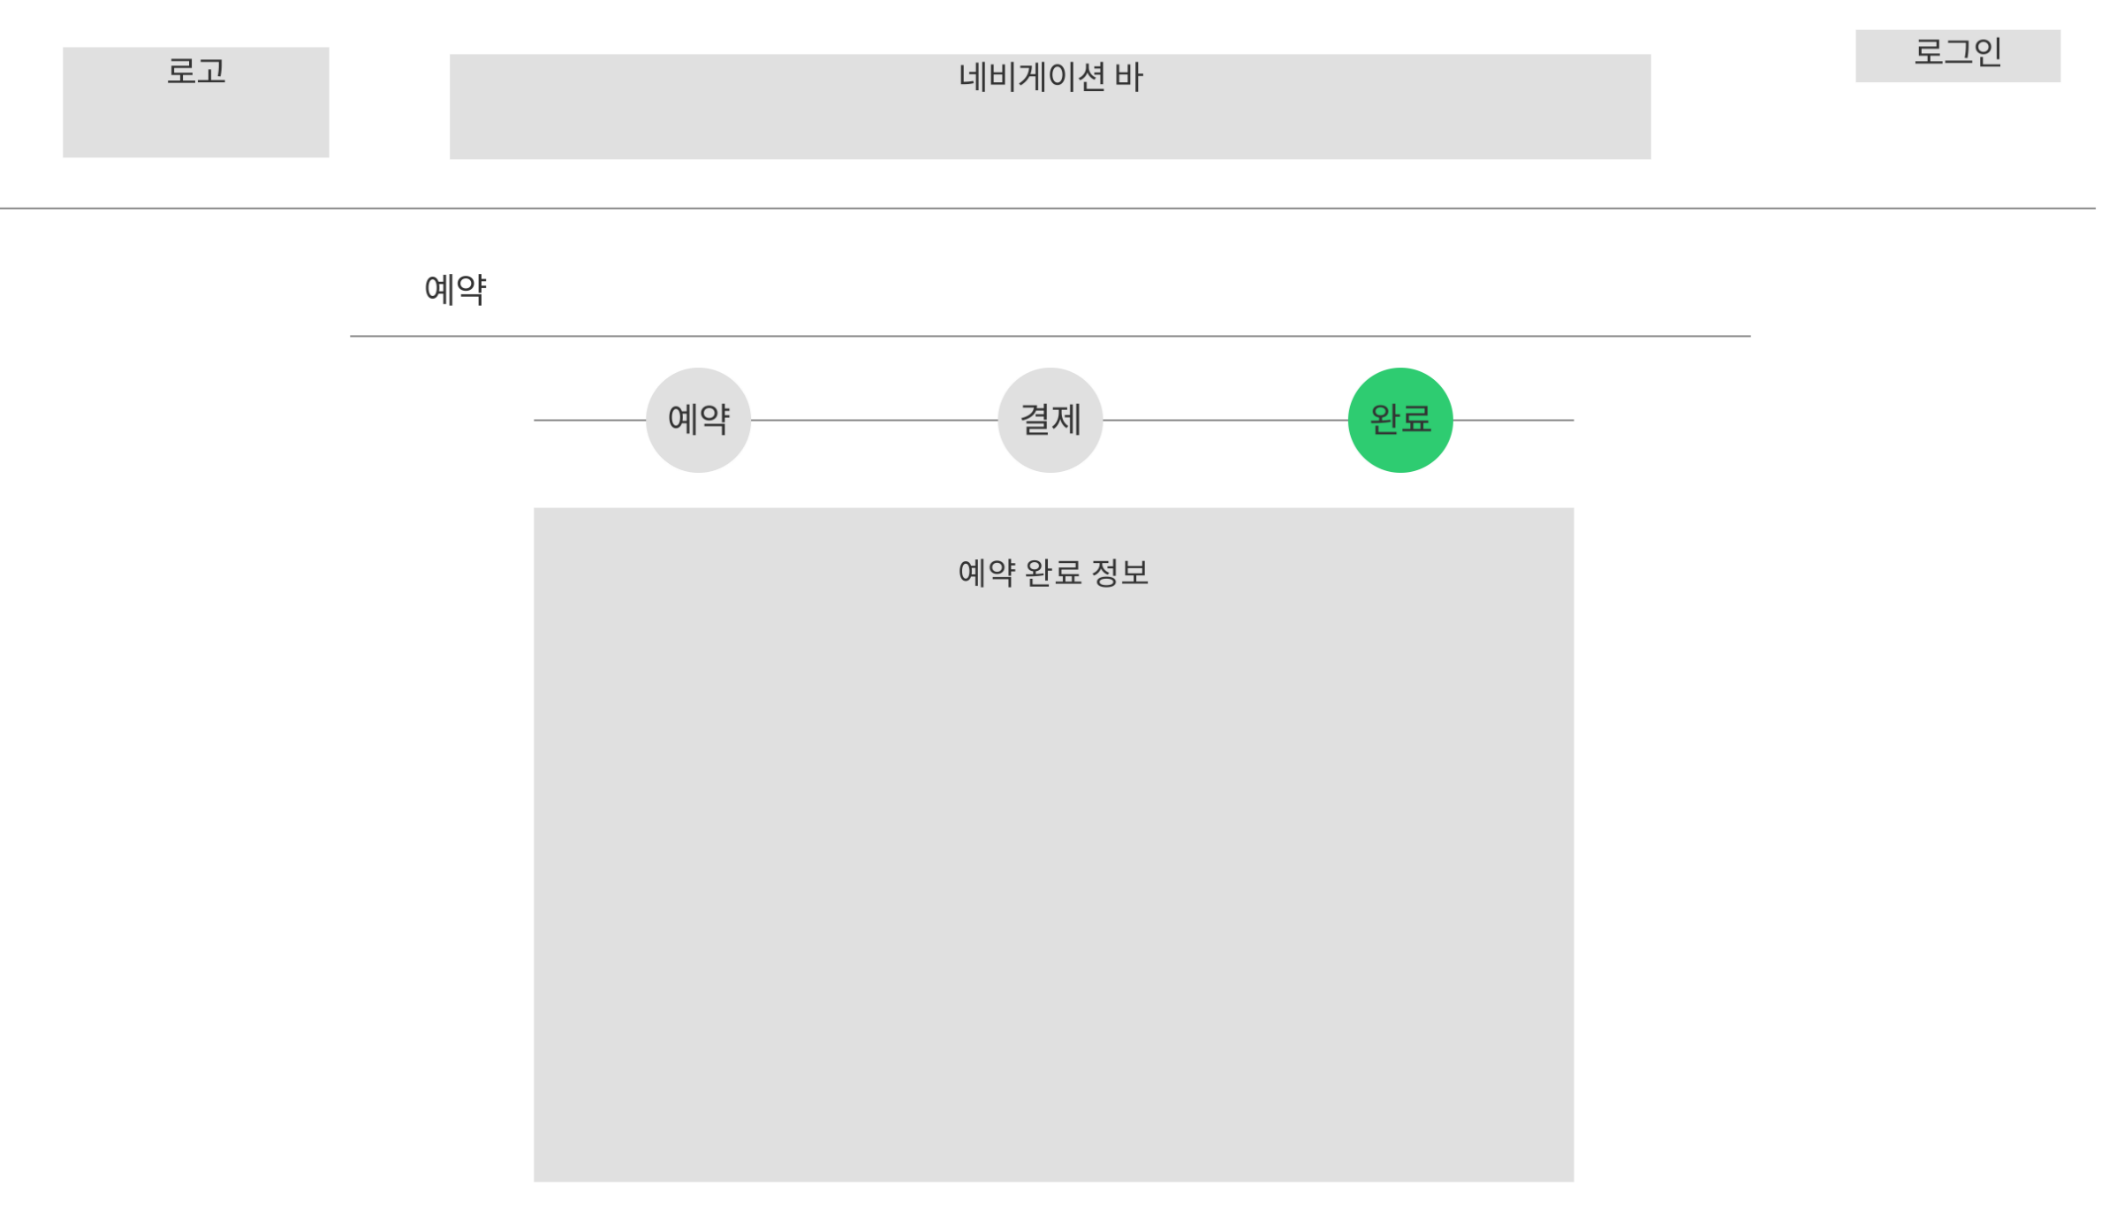 로고
네비게이션 바
로그인
예약
예약
결제
완료
예약 완료 정보